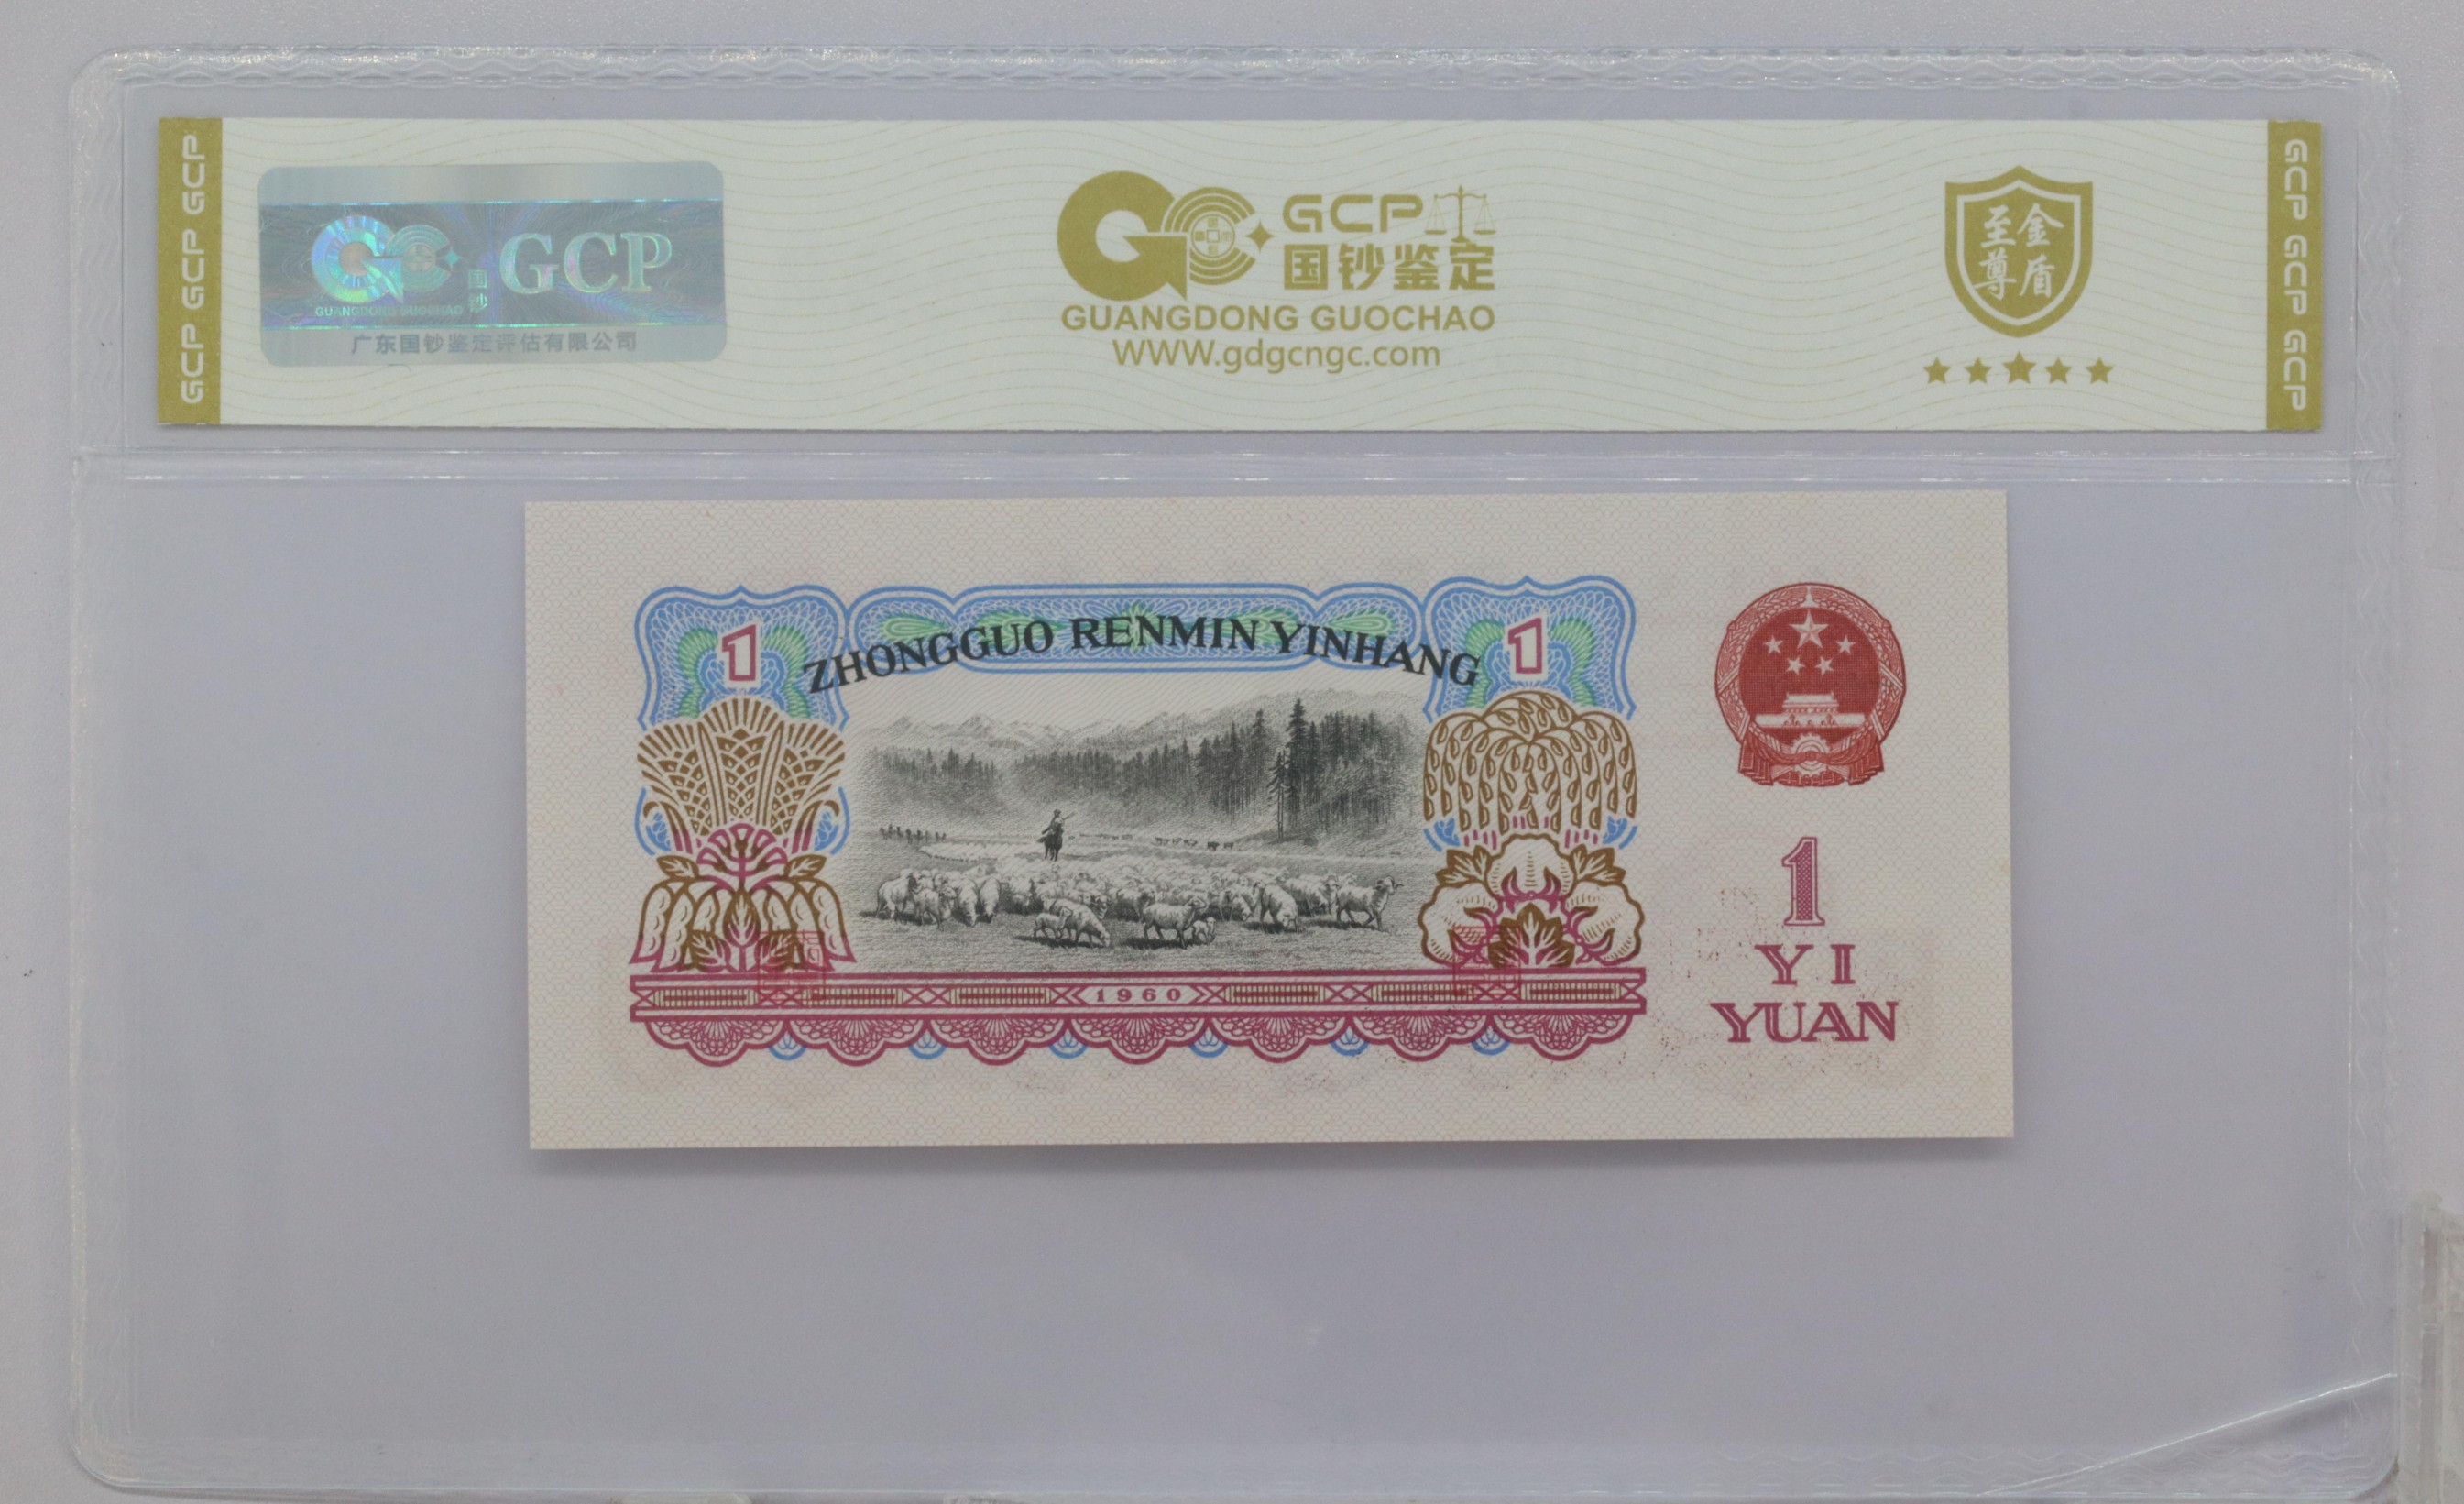 GCP GCP GCP
GC GCP
国钞
GUANGDONG GUOCHAO
广东国钞鉴定评估有限公司
GCP
国钞鉴定
GUANGDONG GUOCHAO
WWW.gdgcngc.com
至尊金盾
GCP GCP GCP
1
ZHONGGUO RENMIN YINHANG
1
1
YI
YUAN
1960